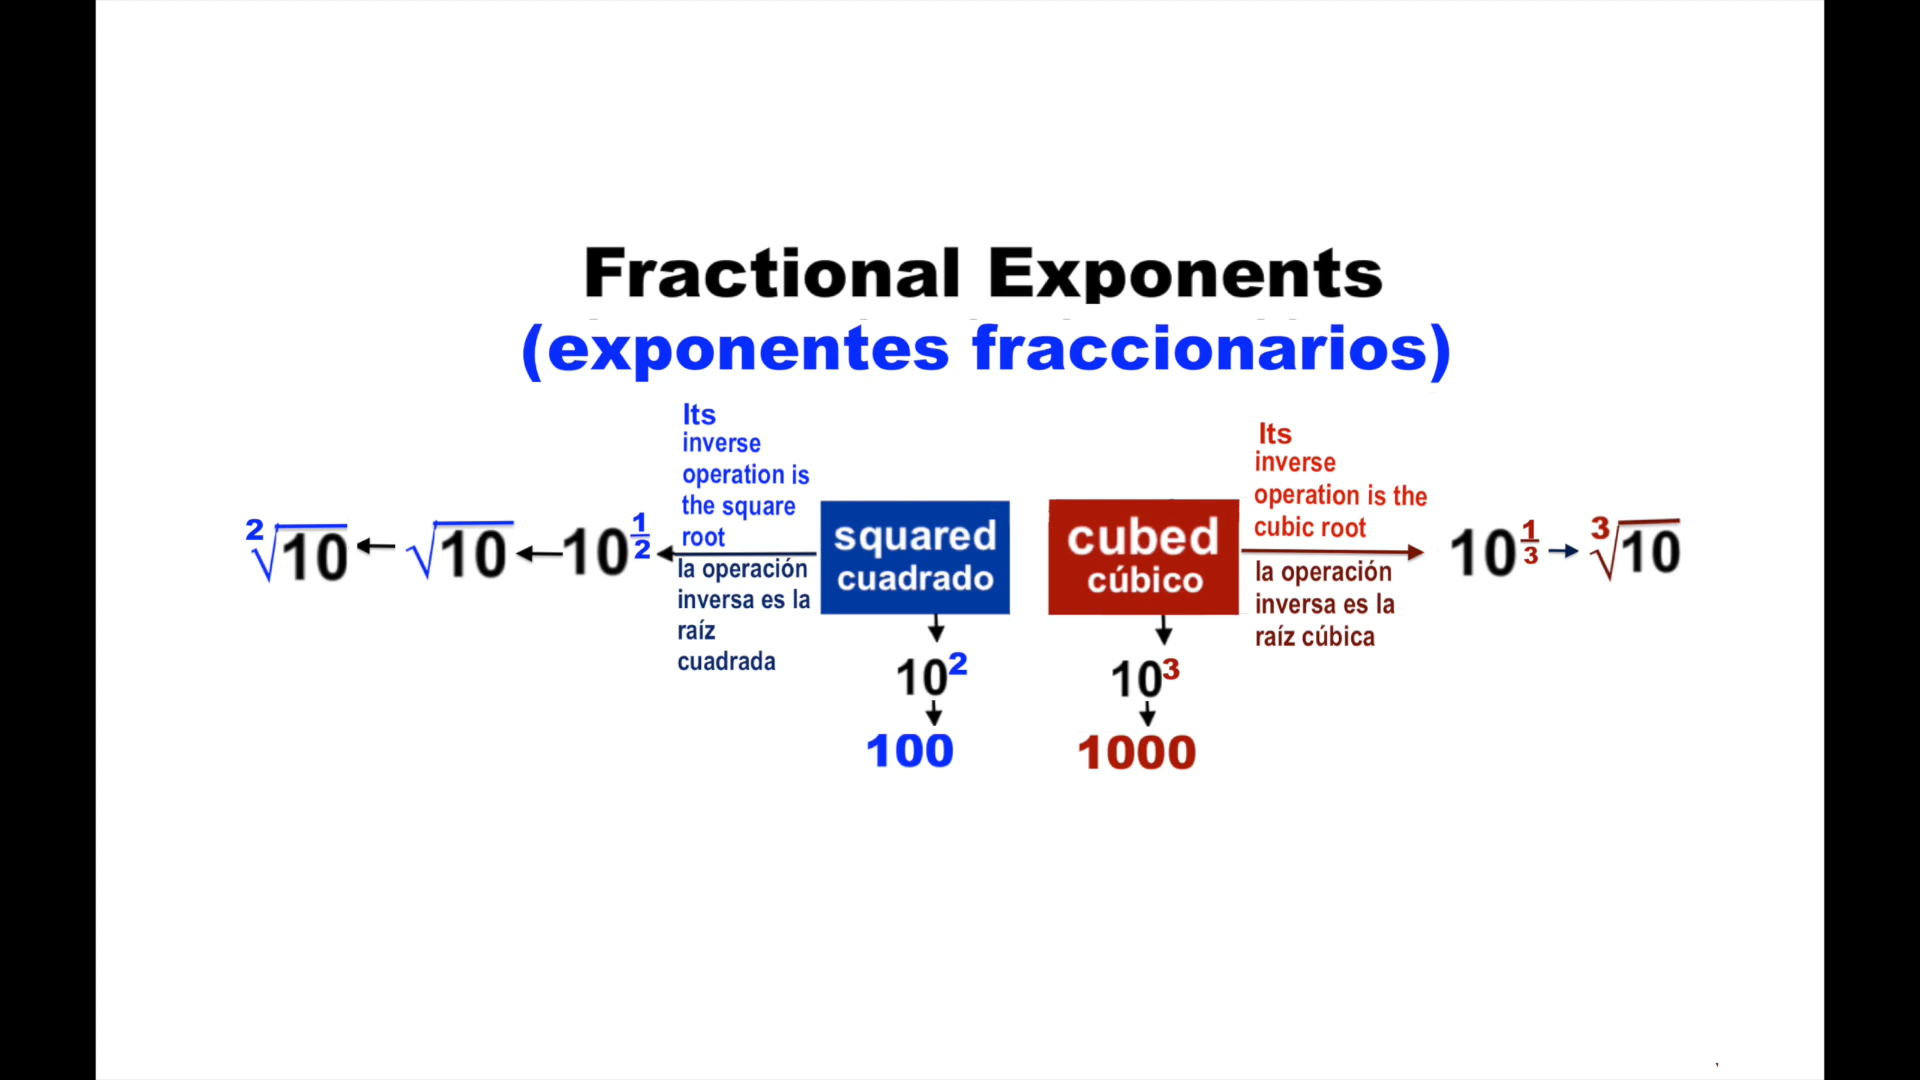 Fractional Exponents
(exponentes fraccionarios)
Its
inverse
operation is
the square
root
la operación
inversa es la
raíz
cuadrada
²√10 ← √10 ← 10^½
squared
cuadrado
10²
100
cubed
cúbico
10³
1000
Its
inverse
operation is the
cubic root
la operación
inversa es la
raíz cúbica
10^⅓ → ³√10